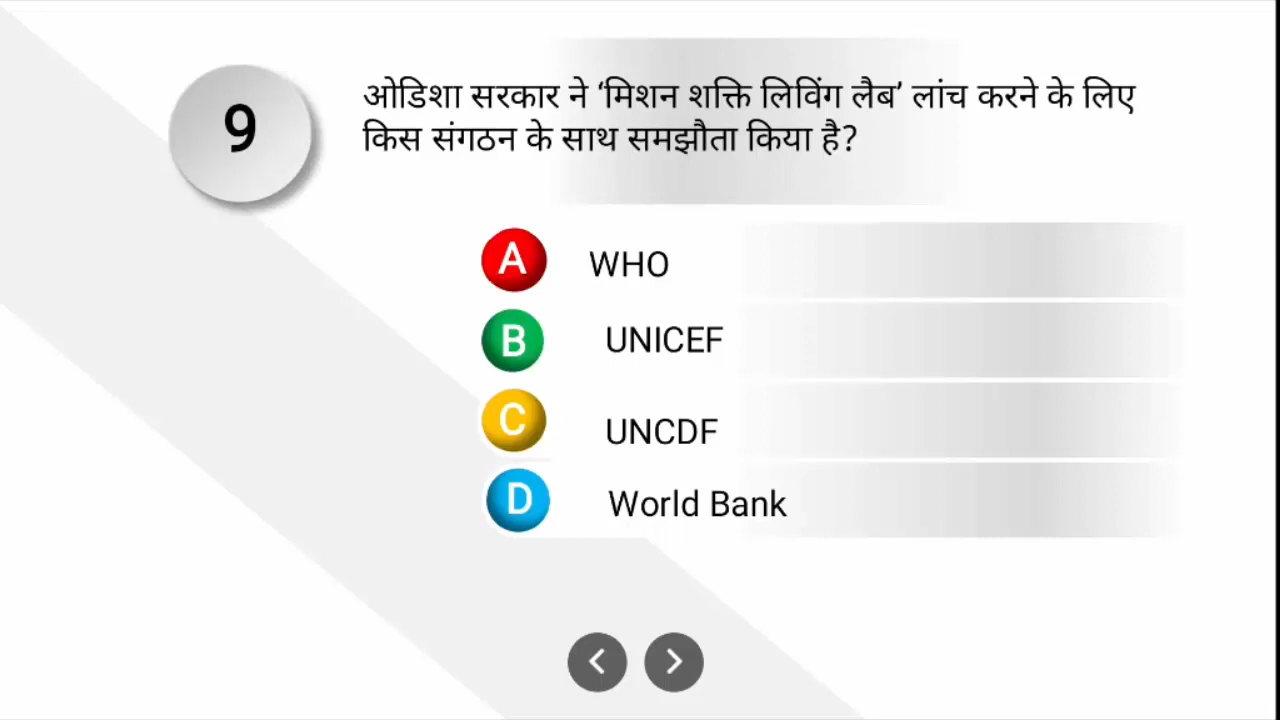 9
ओडिशा सरकार ने ‘मिशन शक्ति लिविंग लैब’ लांच करने के लिए
किस संगठन के साथ समझौता किया है?
A WHO
B UNICEF
C UNCDF
D World Bank